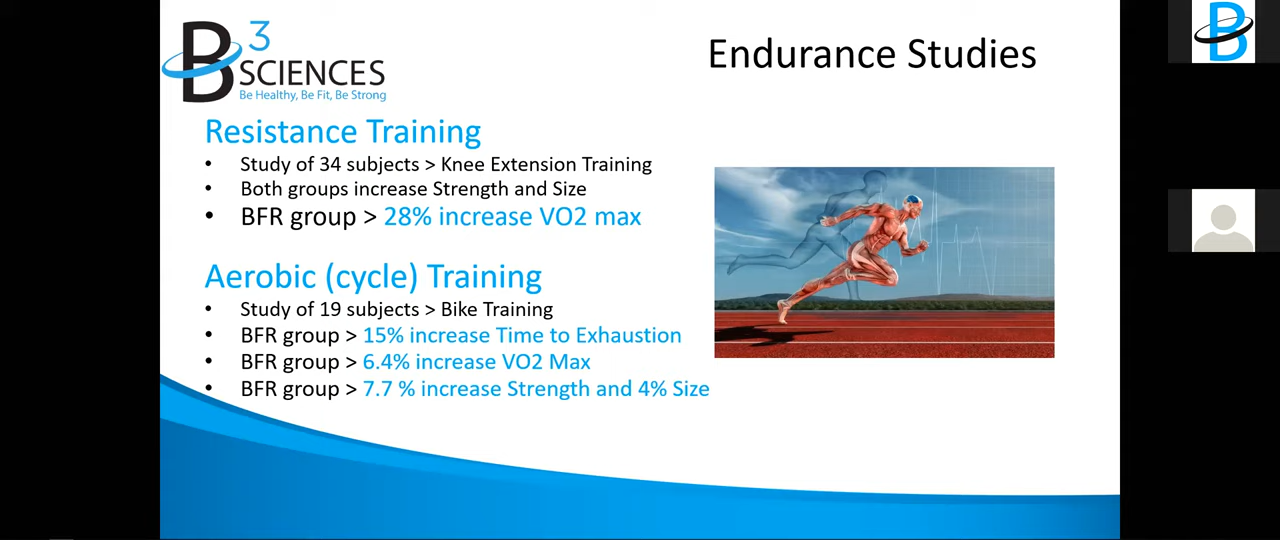 B3 SCIENCES
Be Healthy, Be Fit, Be Strong
Endurance Studies
Resistance Training
• Study of 34 subjects > Knee Extension Training
• Both groups increase Strength and Size
• BFR group > 28% increase VO2 max
Aerobic (cycle) Training
• Study of 19 subjects > Bike Training
• BFR group > 15% increase Time to Exhaustion
• BFR group > 6.4% increase VO2 Max
• BFR group > 7.7 % increase Strength and 4% Size
B